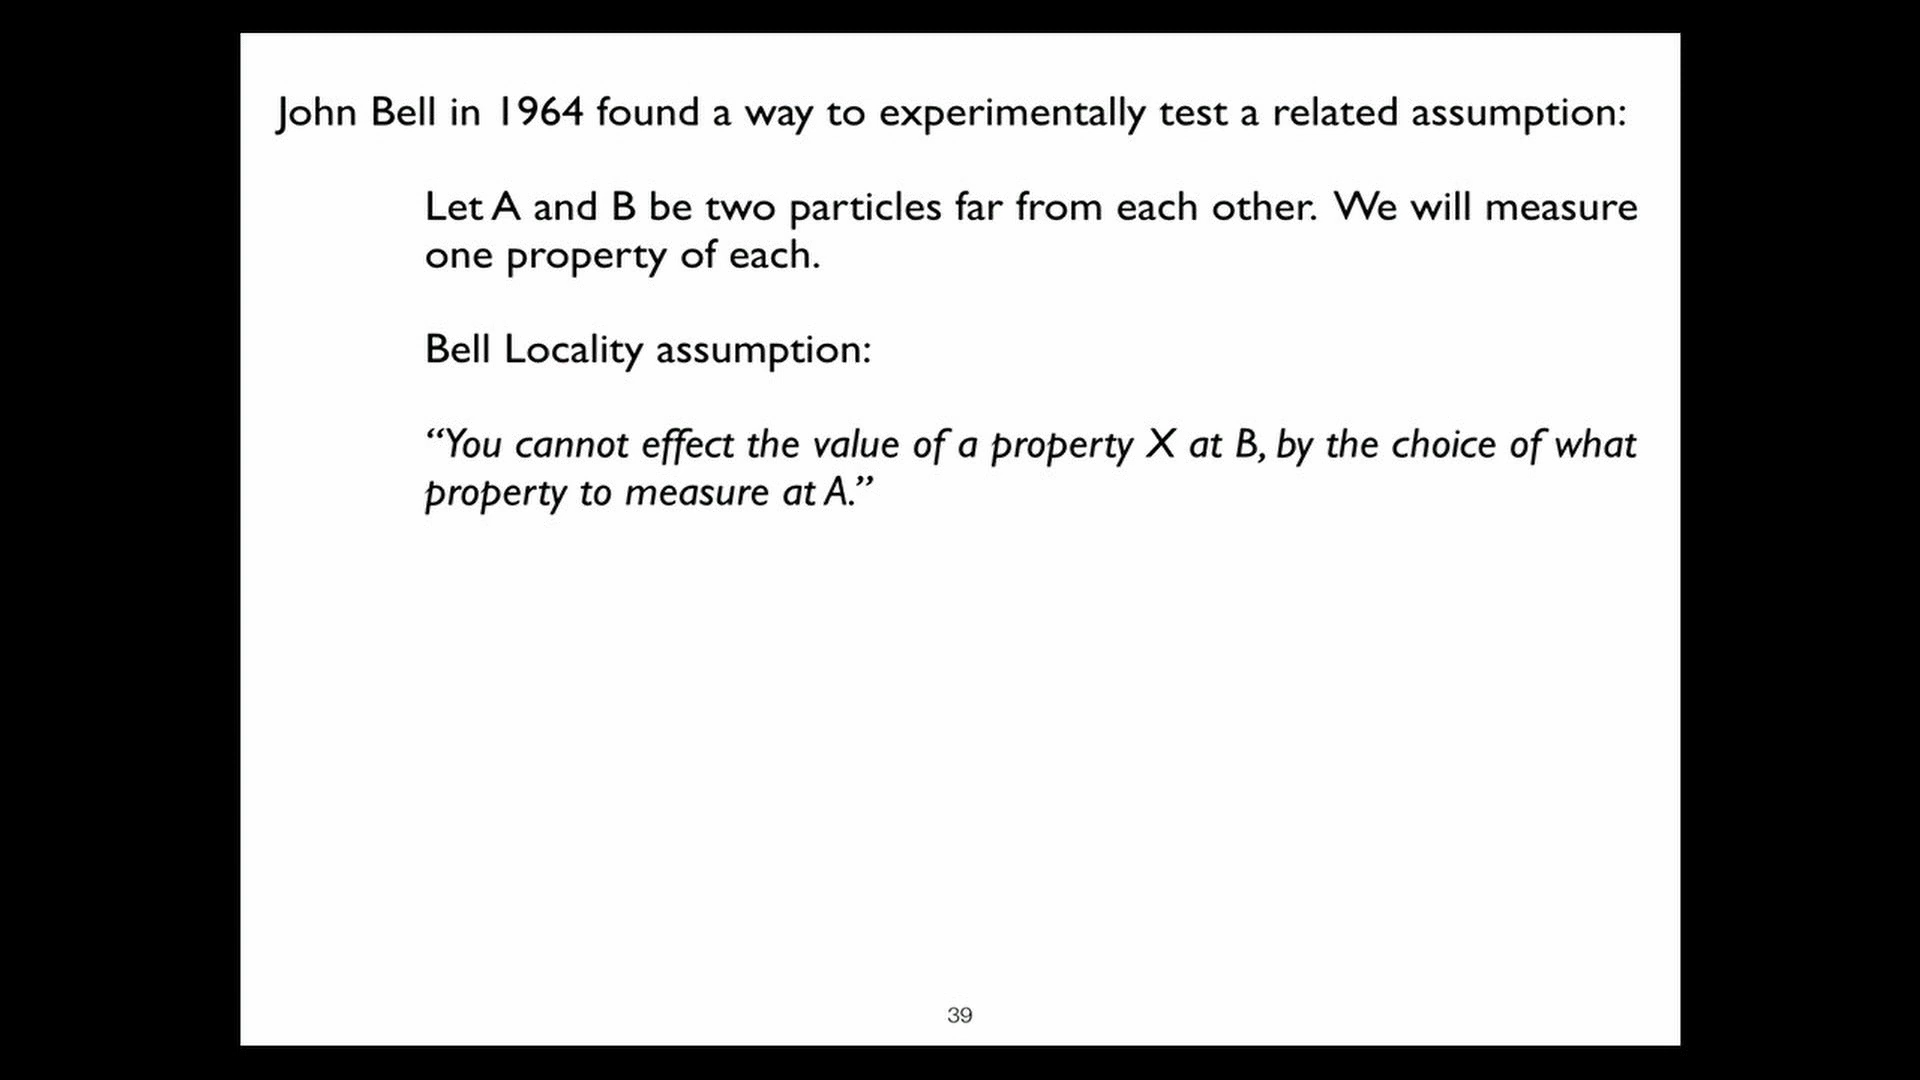 John Bell in 1964 found a way to experimentally test a related assumption:
Let A and B be two particles far from each other. We will measure
one property of each.
Bell Locality assumption:
“You cannot effect the value of a property X at B, by the choice of what
property to measure at A.”
39